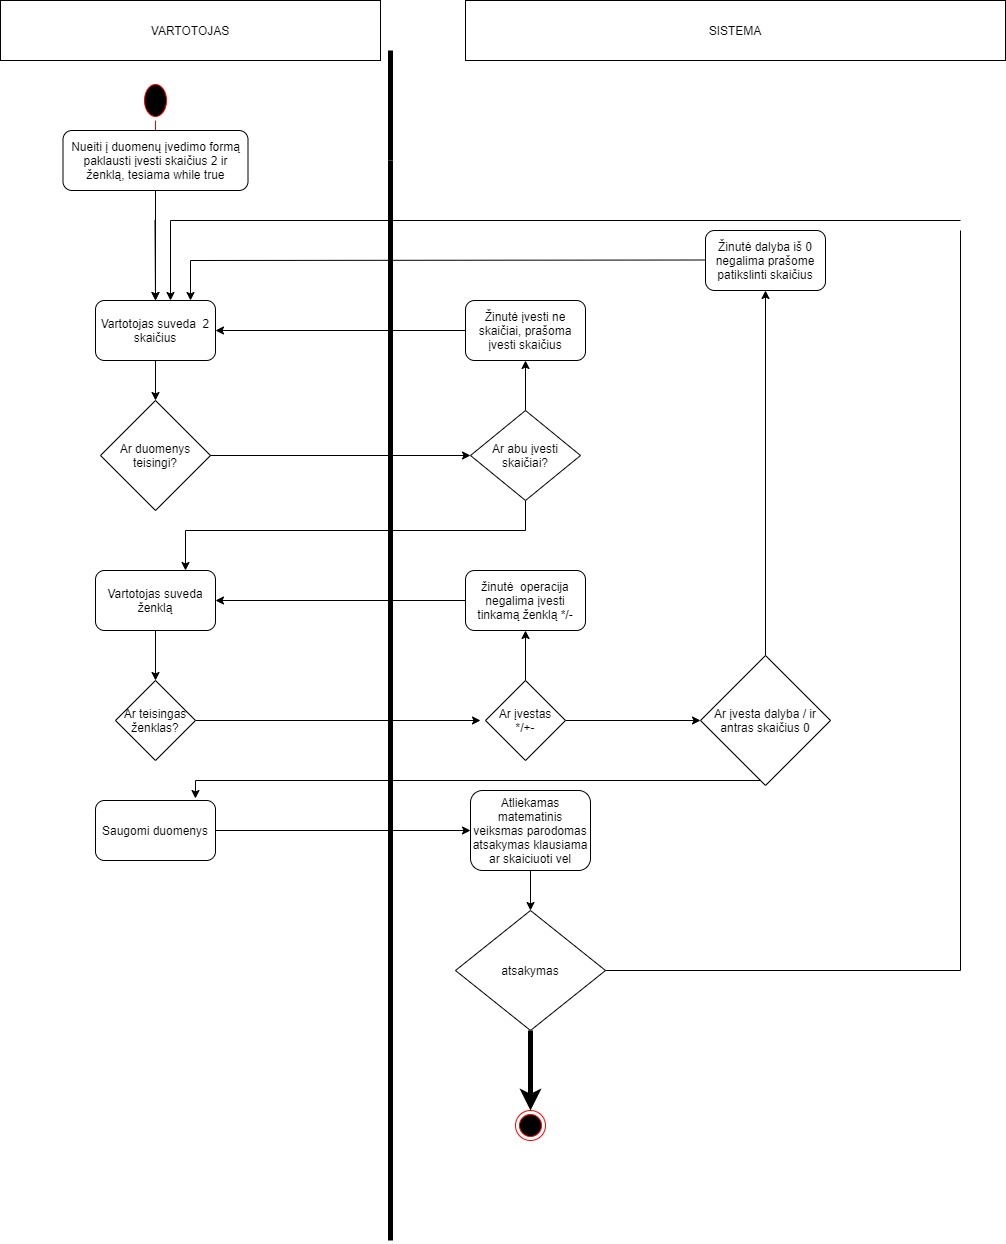 VARTOTOJAS
SISTEMA
Nueiti į duomenų įvedimo formą
paklausti įvesti skaičius 2 ir
ženklą, tesiama while true
Žinutė dalyba iš 0
negalima prašome
patikslinti skaičius
Vartotojas suveda 2
skaičius
Žinutė įvesti ne
skaičiai, prašoma
įvesti skaičius
Ar duomenys
teisingi?
Ar abu įvesti
skaičiai?
Vartotojas suveda
ženklą
žinutė operacija
negalima įvesti
tinkamą ženklą */-
Ar teisingas
ženklas?
Ar įvestas
*/+-
Ar įvesta dalyba / ir
antras skaičius 0
Saugomi duomenys
Atliekamas
matematinis
veiksmas parodomas
atsakymas klausiama
ar skaiciuoti vel
atsakymas